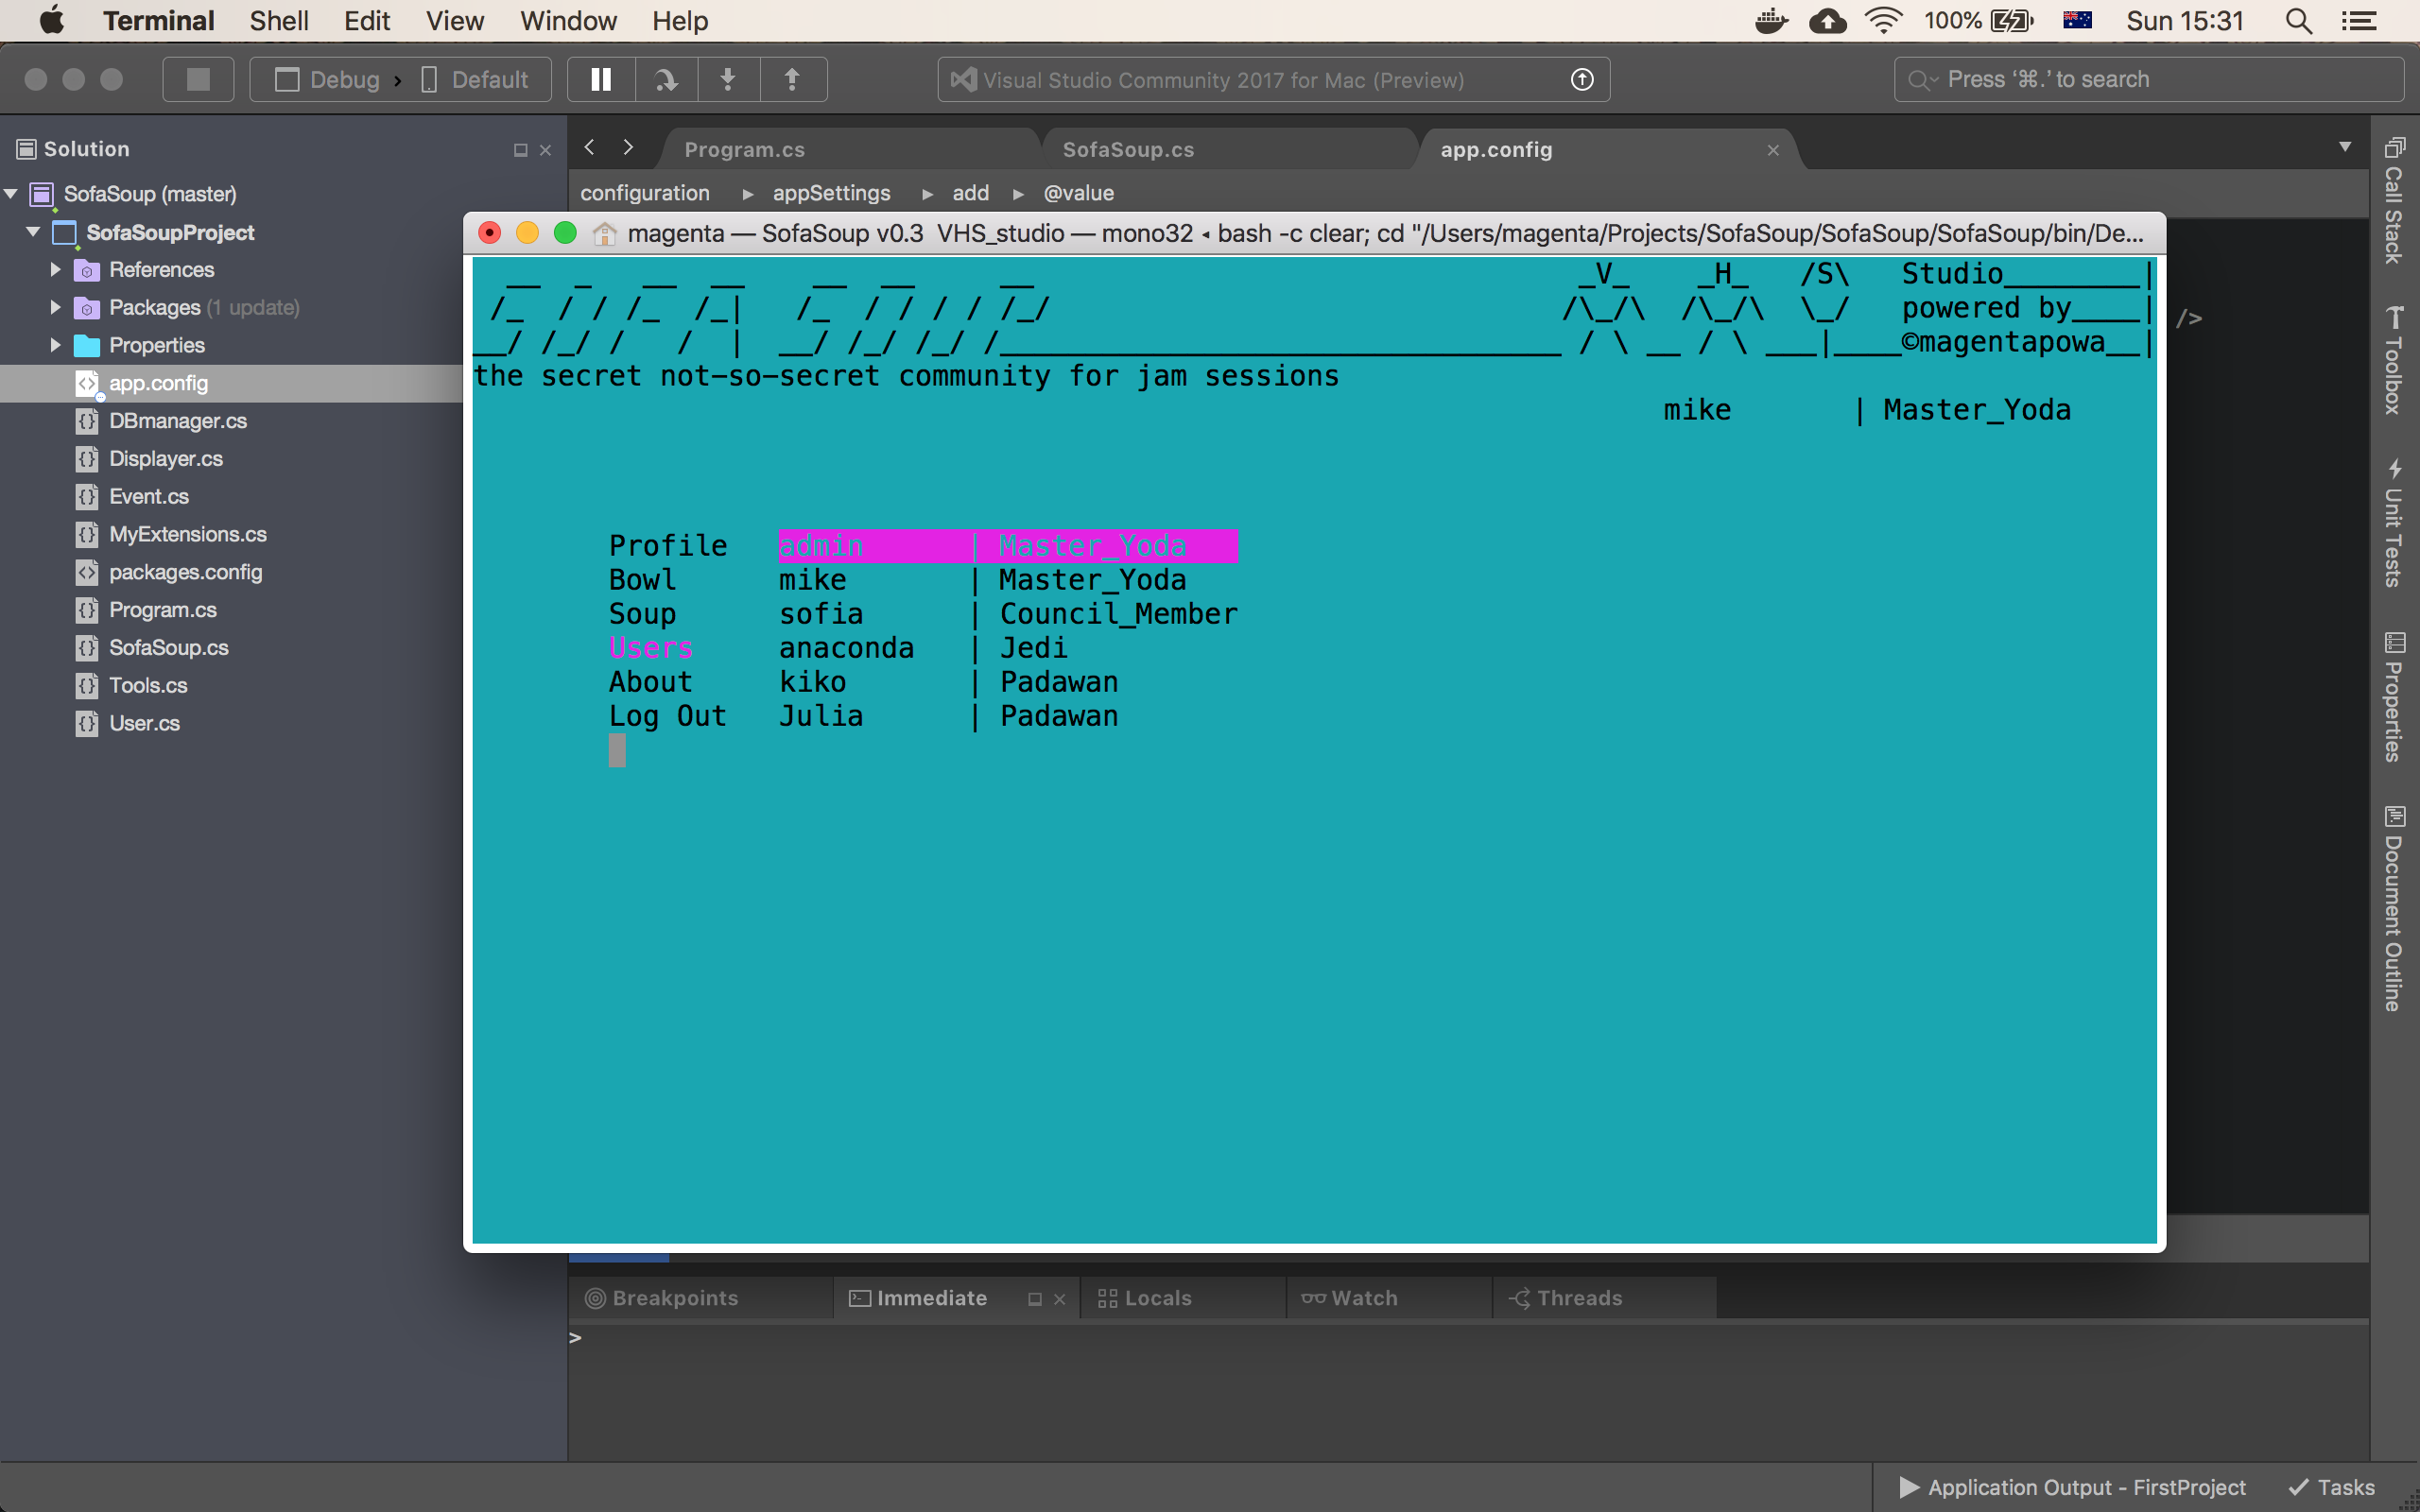 Terminal Shell Edit View Window Help 100% Sun 15:31
Debug › Default Visual Studio Community 2017 for Mac (Preview) Press ‘⌘.’ to search
Solution
SofaSoup (master)
SofaSoupProject
References
Packages (1 update)
Properties
app.config
DBmanager.cs
Displayer.cs
Event.cs
MyExtensions.cs
packages.config
Program.cs
SofaSoup.cs
Tools.cs
User.cs
Program.cs SofaSoup.cs app.config
configuration ▸ appSettings ▸ add ▸ @value
magenta — SofaSoup v0.3 VHS_studio — mono32 ◂ bash -c clear; cd "/Users/magenta/Projects/SofaSoup/SofaSoup/SofaSoup/bin/De...
_V_ _H_ /S\ Studio________|
powered by____|
©magentapowa__|
the secret not-so-secret community for jam sessions
mike | Master_Yoda
Profile admin | Master_Yoda
Bowl mike | Master_Yoda
Soup sofia | Council_Member
Users anaconda | Jedi
About kiko | Padawan
Log Out Julia | Padawan
/>
Call Stack
Toolbox
Unit Tests
Properties
Document Outline
Breakpoints Immediate Locals Watch Threads
>
Application Output - FirstProject Tasks